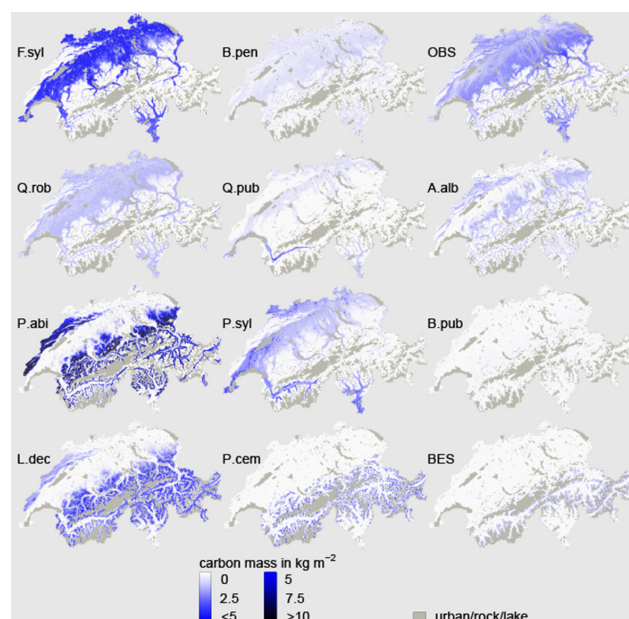 F.syl
B.pen
OBS
Q.rob
Q.pub
A.alb
P.abi
P.syl
B.pub
L.dec
P.cem
BES
carbon mass in kg m⁻²
0 5
2.5 7.5
<5 >10 urban/rock/lake